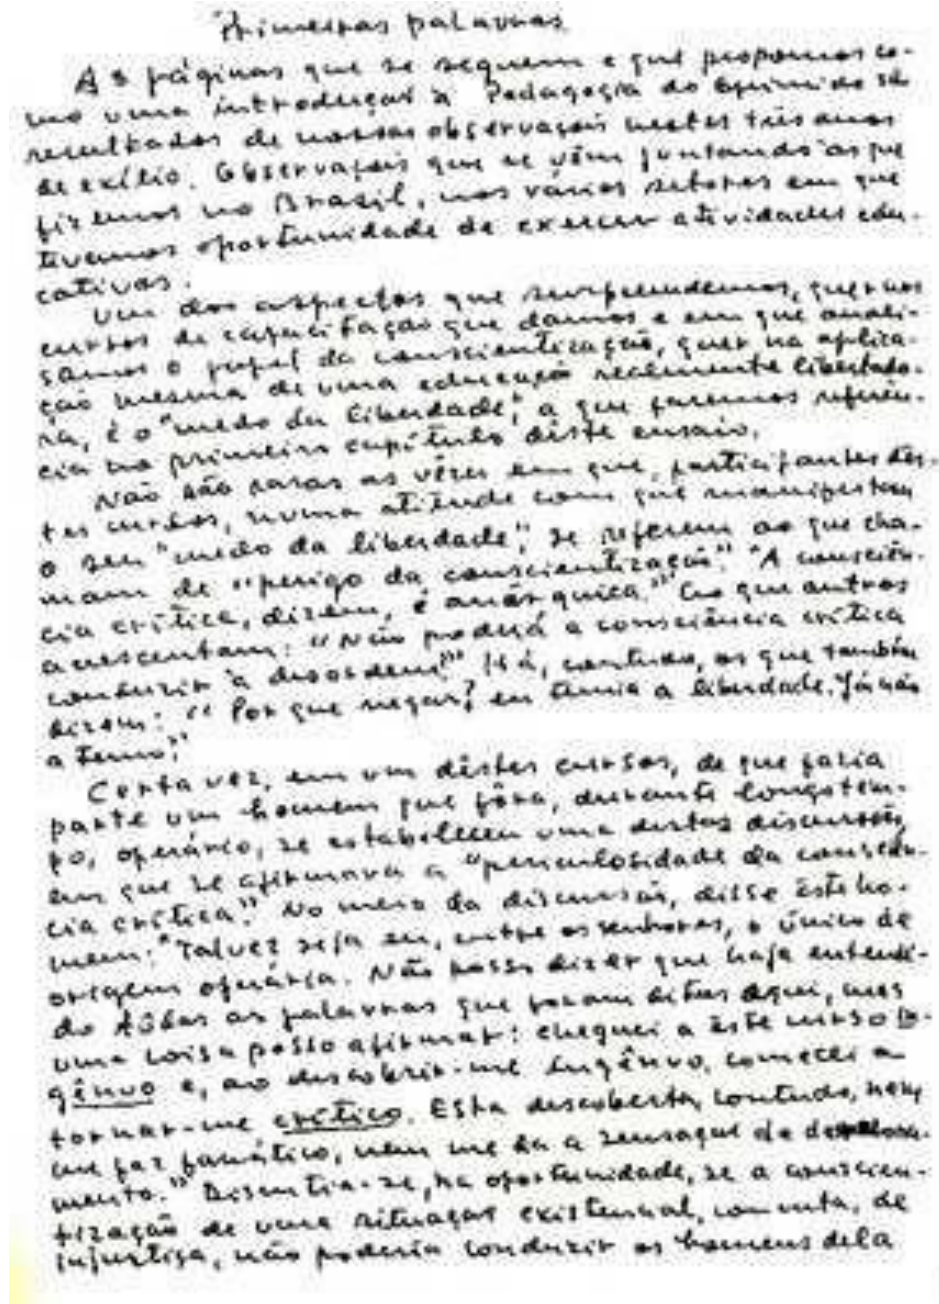 Primeiras palavras
As páginas que se seguem e que propomos co-
mo uma introdução à Pedagogia do Oprimido são
resultados de nossas observações nestes três anos
de exílio. Observações que se vêm juntando às que
fizemos no Brasil, nos vários setores em que
tivemos oportunidade de exercer atividades edu-
cativas.
Um dos aspectos que surpreendemos, quer nos
cursos de capacitação que damos e em que anali-
samos o papel da conscientização, quer na aplica-
ção mesma de uma educação realmente libertado-
ra, é o "medo da liberdade", a que faremos referên-
cia no primeiro capítulo dêste ensaio.
Não são raras as vêzes em que, participantes des-
tes cursos, numa atitude com que manifestam
o seu "medo da liberdade", se referem ao que cha-
mam de "perigo da conscientização". "A consciên-
cia crítica, dizem, é anárquica." Ao que outros
acrescentam: "Não poderá a consciência crítica
conduzir à desordem?" Há, contudo, os que também
dizem: "Por que negar? eu temia a liberdade. Já não
a temo."
Certa vez, em um dêstes cursos, de que fazia
parte um homem que fôra, durante longo tem-
po, operário, se estabeleceu uma destas discussões
em que se afirmava a "periculosidade da consciên-
cia crítica". No meio da discussão, disse êste ho-
mem: "Talvez seja eu, entre os senhores, o único de
origem operária. Não posso dizer que haja entendi-
do tôdas as palavras que foram ditas aqui, mas
uma coisa posso afirmar: cheguei a êste curso in-
gênuo e, ao descobrir-me ingênuo, comecei a
tornar-me crítico. Esta descoberta, contudo, nem
me faz fanático, nem me dá a sensação de desmorona-
mento." Discutia-se, na oportunidade, se a conscien-
tização de uma situação existencial, concreta, de
injustiça, não poderia conduzir os homens dela